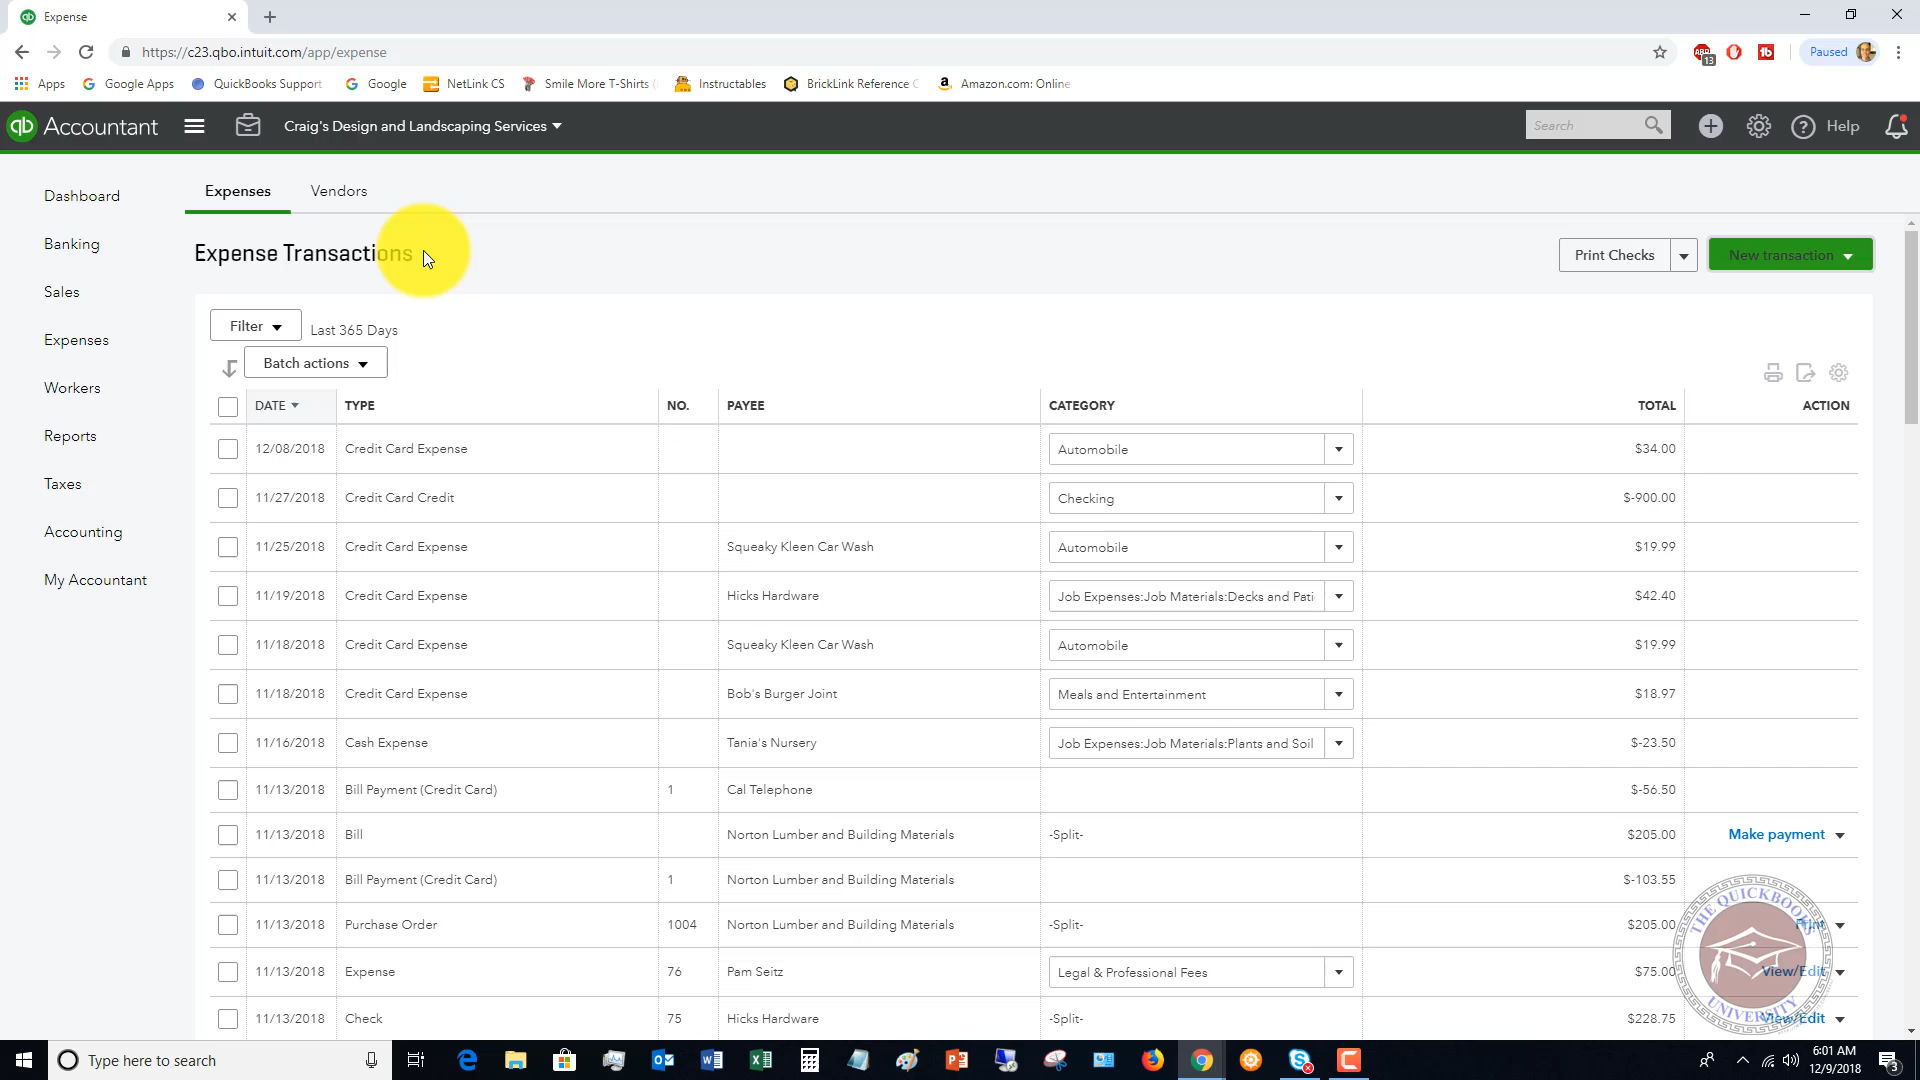 Expense
https://c23.qbo.intuit.com/app/expense
13
Paused
Apps
Google Apps
QuickBooks Support
Google
NetLink CS
Smile More T-Shirts (
Instructables
BrickLink Reference C
Amazon.com: Online
qb Accountant
Craig's Design and Landscaping Services
Search
Help
Dashboard
Banking
Sales
Expenses
Workers
Reports
Taxes
Accounting
My Accountant
Expenses
Vendors
Expense Transactions
Print Checks
New transaction
Filter
Last 365 Days
Batch actions
DATE TYPE NO. PAYEE CATEGORY TOTAL ACTION
12/08/2018 Credit Card Expense Automobile $34.00
11/27/2018 Credit Card Credit Checking $-900.00
11/25/2018 Credit Card Expense Squeaky Kleen Car Wash Automobile $19.99
11/19/2018 Credit Card Expense Hicks Hardware Job Expenses:Job Materials:Decks and Pati $42.40
11/18/2018 Credit Card Expense Squeaky Kleen Car Wash Automobile $19.99
11/18/2018 Credit Card Expense Bob's Burger Joint Meals and Entertainment $18.97
11/16/2018 Cash Expense Tania's Nursery Job Expenses:Job Materials:Plants and Soil $-23.50
11/13/2018 Bill Payment (Credit Card) 1 Cal Telephone $-56.50
11/13/2018 Bill Norton Lumber and Building Materials -Split- $205.00 Make payment
11/13/2018 Bill Payment (Credit Card) 1 Norton Lumber and Building Materials $-103.55
11/13/2018 Purchase Order 1004 Norton Lumber and Building Materials -Split- $205.00 Print
11/13/2018 Expense 76 Pam Seitz Legal & Professional Fees $75.00 View/Edit
11/13/2018 Check 75 Hicks Hardware -Split- $228.75 View/Edit
THE QUICKBOOKS UNIVERSITY
Type here to search
6:01 AM
12/9/2018
3